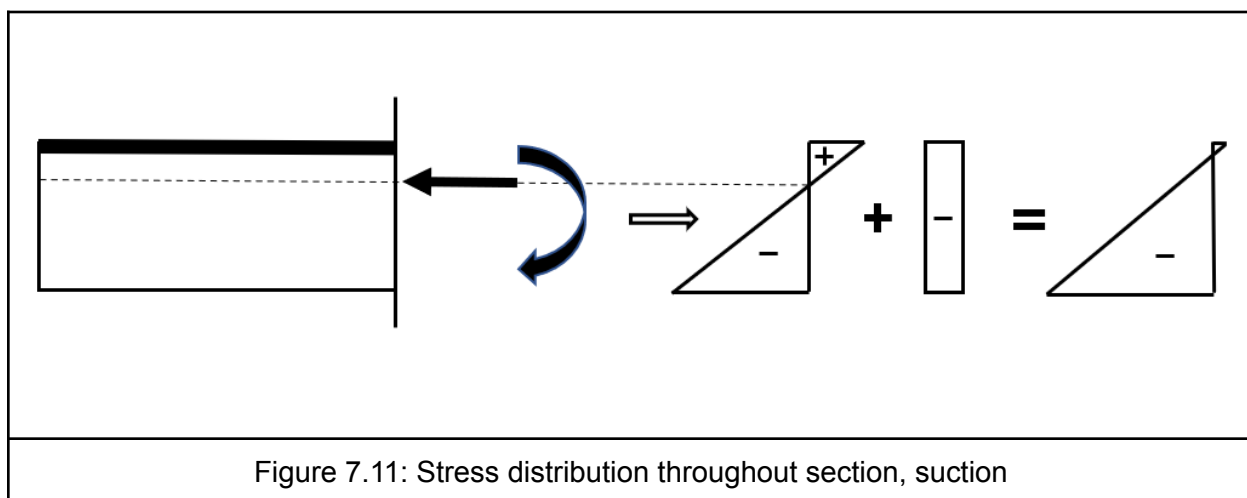 + + − = −
−
Figure 7.11: Stress distribution throughout section, suction